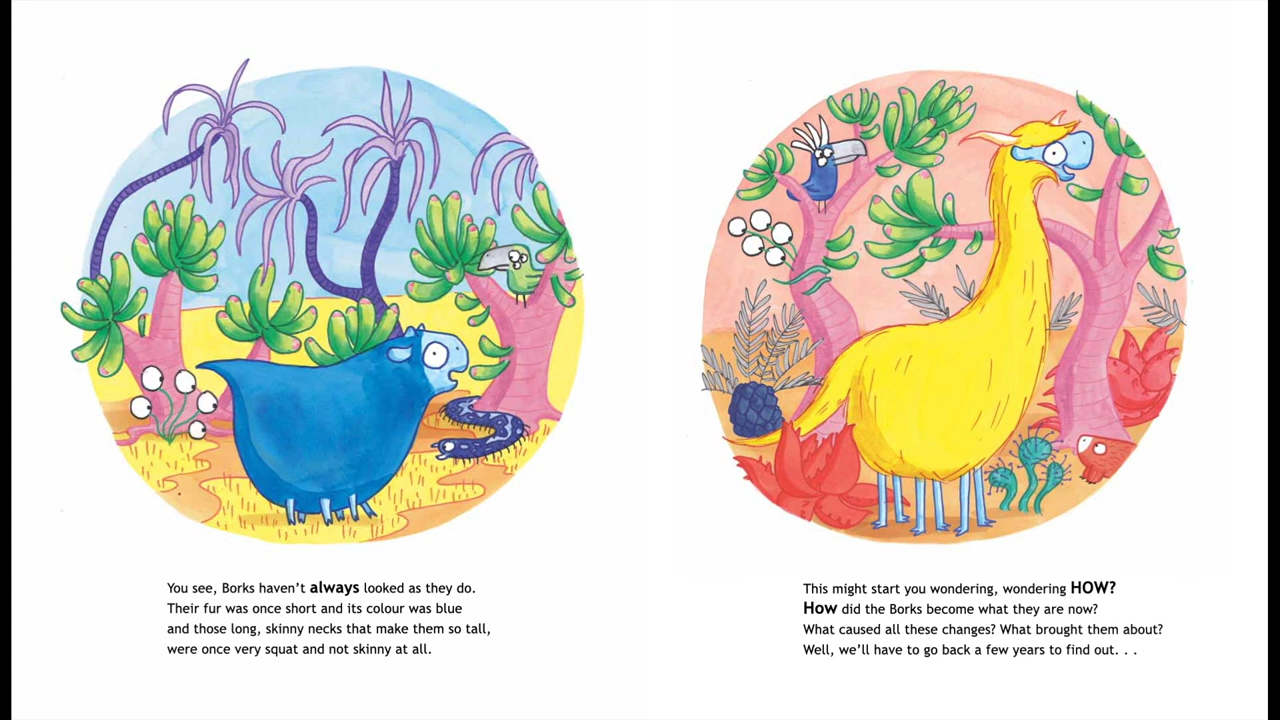 You see, Borks haven't always looked as they do.
Their fur was once short and its colour was blue
and those long, skinny necks that make them so tall,
were once very squat and not skinny at all.
This might start you wondering, wondering HOW?
How did the Borks become what they are now?
What caused all these changes? What brought them about?
Well, we'll have to go back a few years to find out. . .